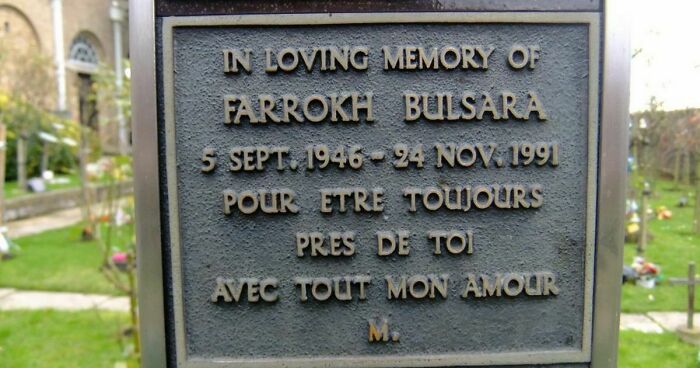 IN LOVING MEMORY OF
FARROKH BULSARA
5 SEPT. 1946 - 24 NOV. 1991
POUR ETRE TOUJOURS
PRES DE TOI
AVEC TOUT MON AMOUR
M.